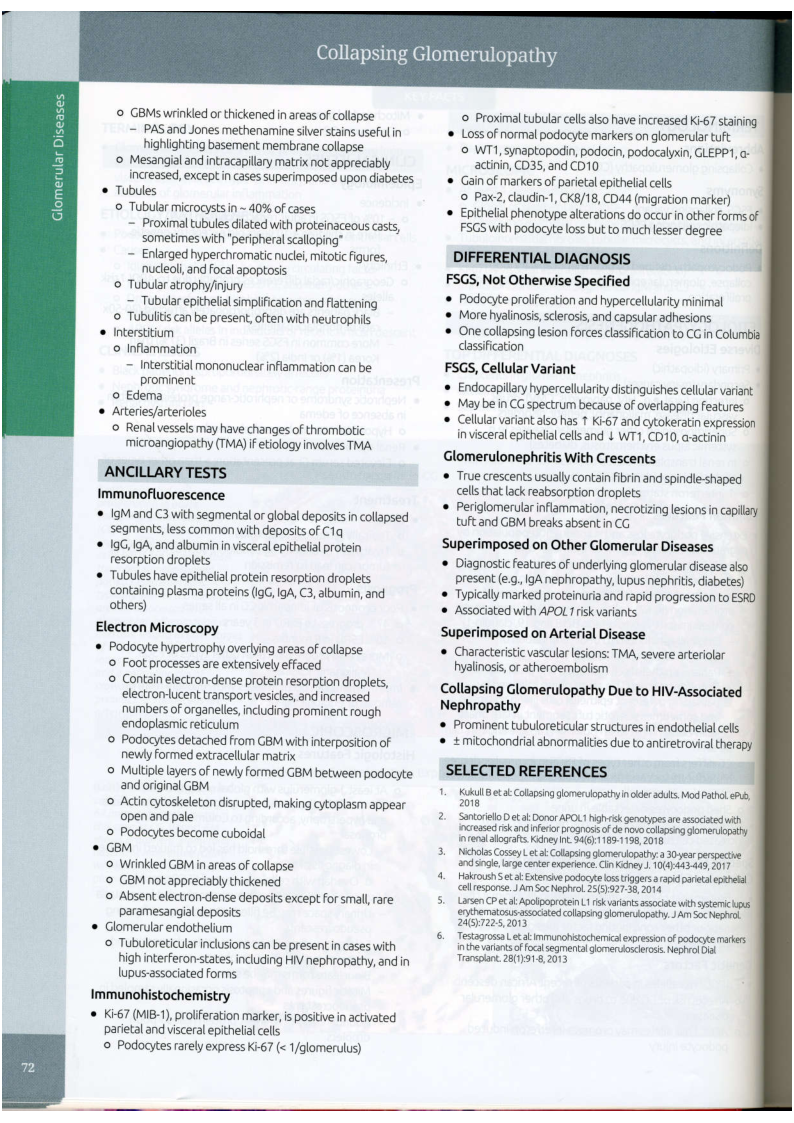 Collapsing Glomerulopathy
Glomerular Diseases
o GBMs wrinkled or thickened in areas of collapse
– PAS and Jones methenamine silver stains useful in
highlighting basement membrane collapse
o Mesangial and intracapillary matrix not appreciably
increased, except in cases superimposed upon diabetes
• Tubules
o Tubular microcysts in ~ 40% of cases
– Proximal tubules dilated with proteinaceous casts,
sometimes with "peripheral scalloping"
– Enlarged hyperchromatic nuclei, mitotic figures,
nucleoli, and focal apoptosis
o Tubular atrophy/injury
– Tubular epithelial simplification and flattening
o Tubulitis can be present, often with neutrophils
• Interstitium
o Inflammation
– Interstitial mononuclear inflammation can be
prominent
o Edema
• Arteries/arterioles
o Renal vessels may have changes of thrombotic
microangiopathy (TMA) if etiology involves TMA
ANCILLARY TESTS
Immunofluorescence
• IgM and C3 with segmental or global deposits in collapsed
segments, less common with deposits of C1q
• IgG, IgA, and albumin in visceral epithelial protein
resorption droplets
• Tubules have epithelial protein resorption droplets
containing plasma proteins (IgG, IgA, C3, albumin, and
others)
Electron Microscopy
• Podocyte hypertrophy overlying areas of collapse
o Foot processes are extensively effaced
o Contain electron-dense protein resorption droplets,
electron-lucent transport vesicles, and increased
numbers of organelles, including prominent rough
endoplasmic reticulum
o Podocytes detached from GBM with interposition of
newly formed extracellular matrix
o Multiple layers of newly formed GBM between podocyte
and original GBM
o Actin cytoskeleton disrupted, making cytoplasm appear
open and pale
o Podocytes become cuboidal
• GBM
o Wrinkled GBM in areas of collapse
o GBM not appreciably thickened
o Absent electron-dense deposits except for small, rare
paramesangial deposits
• Glomerular endothelium
o Tubuloreticular inclusions can be present in cases with
high interferon-states, including HIV nephropathy, and in
lupus-associated forms
Immunohistochemistry
• Ki-67 (MIB-1), proliferation marker, is positive in activated
parietal and visceral epithelial cells
o Podocytes rarely express Ki-67 (< 1/glomerulus)
o Proximal tubular cells also have increased Ki-67 staining
• Loss of normal podocyte markers on glomerular tuft
o WT1, synaptopodin, podocin, podocalyxin, GLEPP1, α-
actinin, CD35, and CD10
• Gain of markers of parietal epithelial cells
o Pax-2, claudin-1, CK8/18, CD44 (migration marker)
• Epithelial phenotype alterations do occur in other forms of
FSGS with podocyte loss but to much lesser degree
DIFFERENTIAL DIAGNOSIS
FSGS, Not Otherwise Specified
• Podocyte proliferation and hypercellularity minimal
• More hyalinosis, sclerosis, and capsular adhesions
• One collapsing lesion forces classification to CG in Columbia
classification
FSGS, Cellular Variant
• Endocapillary hypercellularity distinguishes cellular variant
• May be in CG spectrum because of overlapping features
• Cellular variant also has ↑ Ki-67 and cytokeratin expression
in visceral epithelial cells and ↓ WT1, CD10, α-actinin
Glomerulonephritis With Crescents
• True crescents usually contain fibrin and spindle-shaped
cells that lack reabsorption droplets
• Periglomerular inflammation, necrotizing lesions in capillary
tuft and GBM breaks absent in CG
Superimposed on Other Glomerular Diseases
• Diagnostic features of underlying glomerular disease also
present (e.g., IgA nephropathy, lupus nephritis, diabetes)
• Typically marked proteinuria and rapid progression to ESRD
• Associated with APOL1 risk variants
Superimposed on Arterial Disease
• Characteristic vascular lesions: TMA, severe arteriolar
hyalinosis, or atheroembolism
Collapsing Glomerulopathy Due to HIV-Associated
Nephropathy
• Prominent tubuloreticular structures in endothelial cells
• ± mitochondrial abnormalities due to antiretroviral therapy
SELECTED REFERENCES
1. Kukull B et al: Collapsing glomerulopathy in older adults. Mod Pathol. ePub,
2018
2. Santoriello D et al: Donor APOL1 high-risk genotypes are associated with
increased risk and inferior prognosis of de novo collapsing glomerulopathy
in renal allografts. Kidney Int. 94(6):1189-1198, 2018
3. Nicholas Cossey L et al: Collapsing glomerulopathy: a 30-year perspective
and single, large center experience. Clin Kidney J. 10(4):443-449, 2017
4. Hakroush S et al: Extensive podocyte loss triggers a rapid parietal epithelial
cell response. J Am Soc Nephrol. 25(5):927-38, 2014
5. Larsen CP et al: Apolipoprotein L1 risk variants associate with systemic lupus
erythematosus-associated collapsing glomerulopathy. J Am Soc Nephrol.
24(5):722-5, 2013
6. Testagrossa L et al: Immunohistochemical expression of podocyte markers
in the variants of focal segmental glomerulosclerosis. Nephrol Dial
Transplant. 28(1):91-8, 2013
72